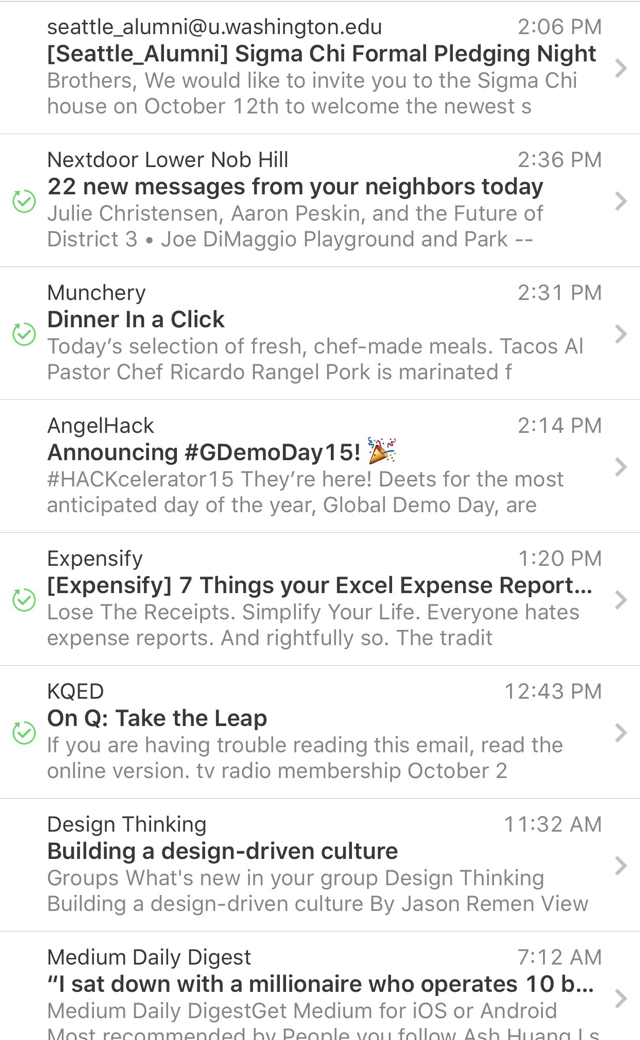 seattle_alumni@u.washington.edu 2:06 PM
[Seattle_Alumni] Sigma Chi Formal Pledging Night
Brothers, We would like to invite you to the Sigma Chi
house on October 12th to welcome the newest s
Nextdoor Lower Nob Hill 2:36 PM
22 new messages from your neighbors today
Julie Christensen, Aaron Peskin, and the Future of
District 3 • Joe DiMaggio Playground and Park --
Munchery 2:31 PM
Dinner In a Click
Today’s selection of fresh, chef-made meals. Tacos Al
Pastor Chef Ricardo Rangel Pork is marinated f
AngelHack 2:14 PM
Announcing #GDemoDay15! 🎉
#HACKcelerator15 They’re here! Deets for the most
anticipated day of the year, Global Demo Day, are
Expensify 1:20 PM
[Expensify] 7 Things your Excel Expense Report...
Lose The Receipts. Simplify Your Life. Everyone hates
expense reports. And rightfully so. The tradit
KQED 12:43 PM
On Q: Take the Leap
If you are having trouble reading this email, read the
online version. tv radio membership October 2
Design Thinking 11:32 AM
Building a design-driven culture
Groups What's new in your group Design Thinking
Building a design-driven culture By Jason Remen View
Medium Daily Digest 7:12 AM
“I sat down with a millionaire who operates 10 b...
Medium Daily DigestGet Medium for iOS or Android
Most recommended by People you follow Ash Huang I s